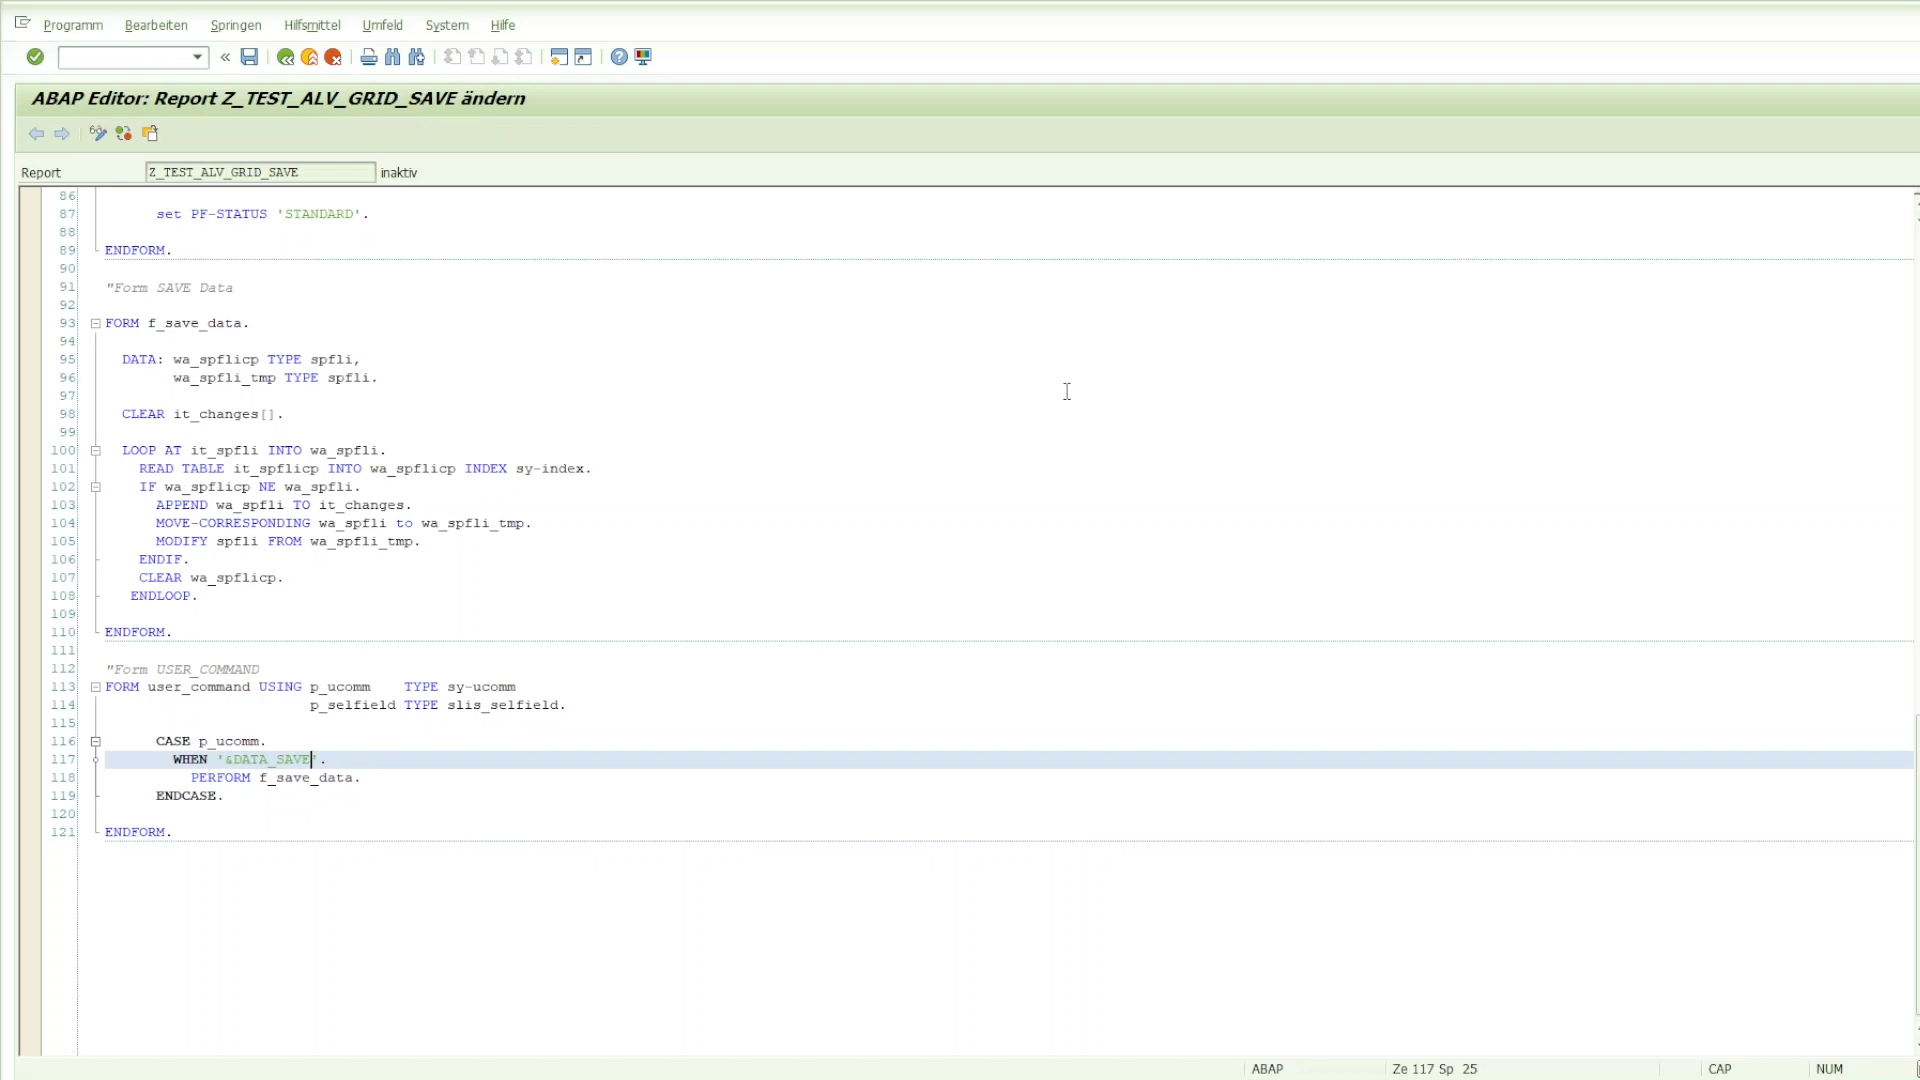 Programm Bearbeiten Springen Hilfsmittel Umfeld System Hilfe
ABAP Editor: Report Z_TEST_ALV_GRID_SAVE ändern
Report Z_TEST_ALV_GRID_SAVE inaktiv
86
87 set PF-STATUS 'STANDARD'.
88
89 ENDFORM.
90
91 "Form SAVE Data
92
93 FORM f_save_data.
94
95 DATA: wa_spflicp TYPE spfli,
96 wa_spfli_tmp TYPE spfli.
97
98 CLEAR it_changes[].
99
100 LOOP AT it_spfli INTO wa_spfli.
101 READ TABLE it_spflicp INTO wa_spflicp INDEX sy-index.
102 IF wa_spflicp NE wa_spfli.
103 APPEND wa_spfli TO it_changes.
104 MOVE-CORRESPONDING wa_spfli to wa_spfli_tmp.
105 MODIFY spfli FROM wa_spfli_tmp.
106 ENDIF.
107 CLEAR wa_spflicp.
108 ENDLOOP.
109
110 ENDFORM.
111
112 "Form USER_COMMAND
113 FORM user_command USING p_ucomm TYPE sy-ucomm
114 p_selfield TYPE slis_selfield.
115
116 CASE p_ucomm.
117 WHEN '&DATA_SAVE'.
118 PERFORM f_save_data.
119 ENDCASE.
120
121 ENDFORM.
ABAP Ze 117 Sp 25 CAP NUM